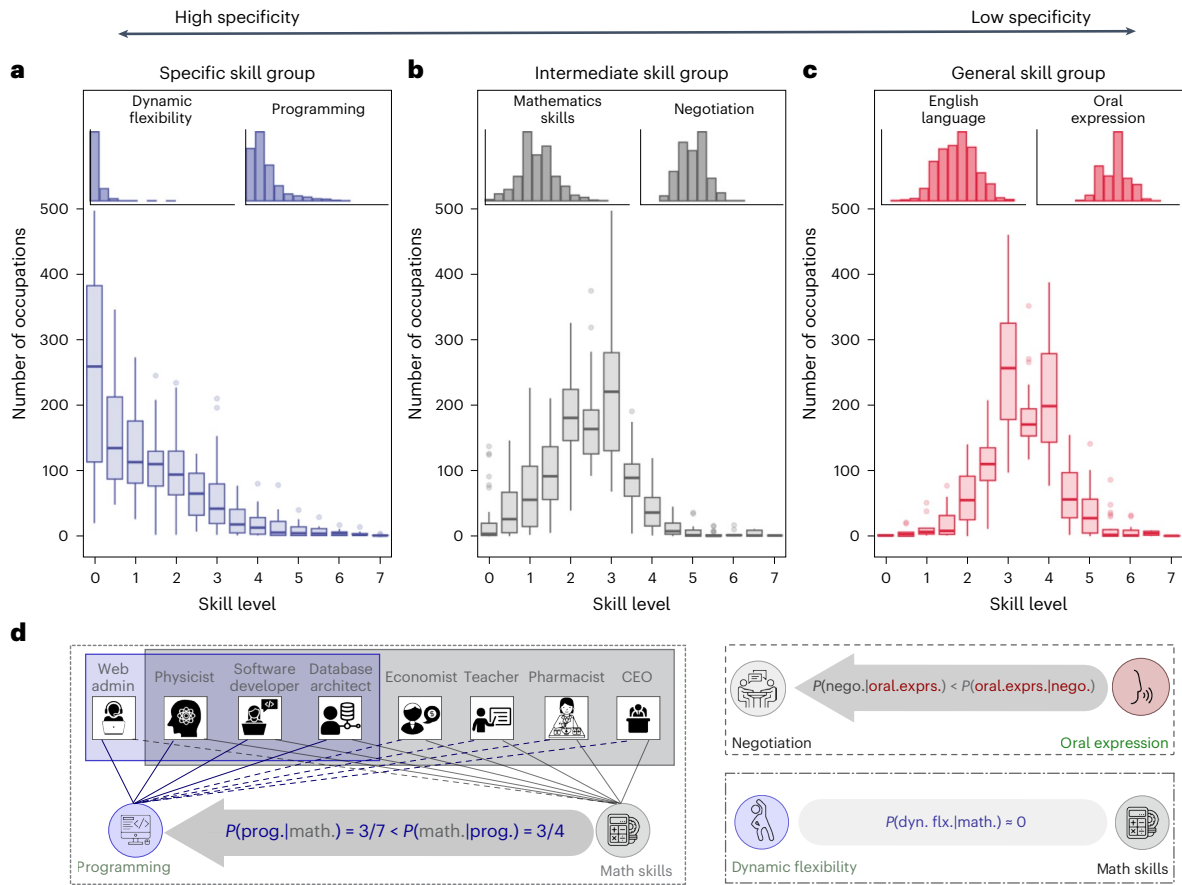 High specificity
Low specificity
a
Specific skill group
Dynamic
flexibility
Programming
Number of occupations
500
400
300
200
100
0
0 1 2 3 4 5 6 7
Skill level
b
Intermediate skill group
Mathematics
skills
Negotiation
Number of occupations
500
400
300
200
100
0
0 1 2 3 4 5 6 7
Skill level
c
General skill group
English
language
Oral
expression
Number of occupations
500
400
300
200
100
0
0 1 2 3 4 5 6 7
Skill level
d
Web
admin
Physicist
Software
developer
Database
architect
Economist
Teacher
Pharmacist
CEO
P(prog.|math.) = 3/7 < P(math.|prog.) = 3/4
Programming
Math skills
P(nego.|oral.exprs.) < P(oral.exprs.|nego.)
Negotiation
Oral expression
P(dyn. flx.|math.) ≈ 0
Dynamic flexibility
Math skills